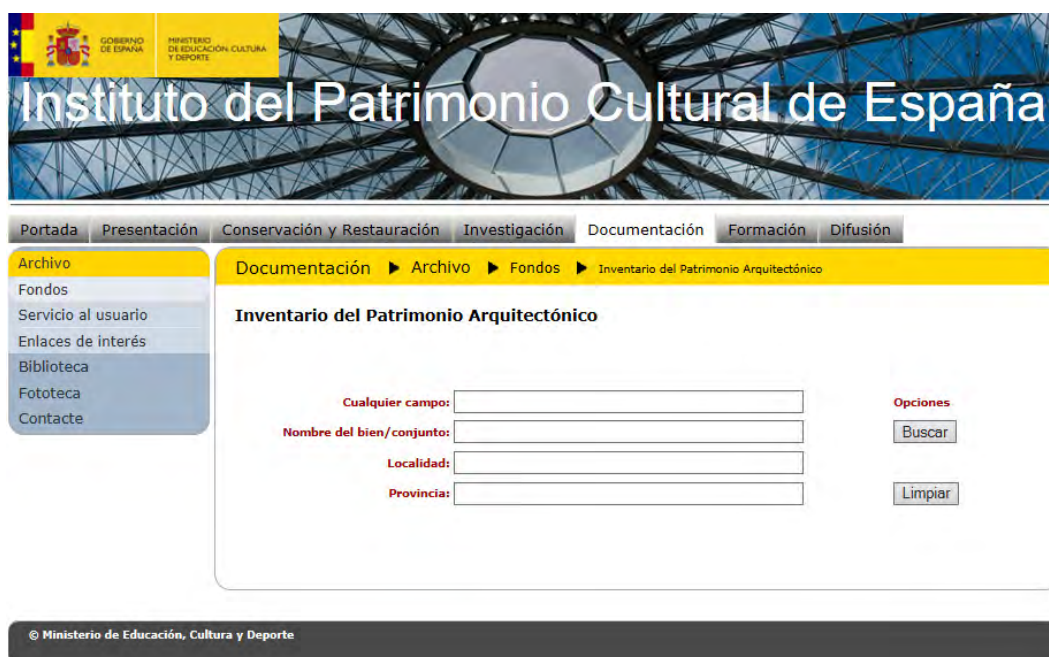 GOBIERNO
DE ESPAÑA
MINISTERIO
DE EDUCACIÓN, CULTURA
Y DEPORTE
Instituto del Patrimonio Cultural de España
Portada Presentación Conservación y Restauración Investigación Documentación Formación Difusión
Archivo
Fondos
Servicio al usuario
Enlaces de interés
Biblioteca
Fototeca
Contacte
Documentación ▶ Archivo ▶ Fondos ▶ Inventario del Patrimonio Arquitectónico
Inventario del Patrimonio Arquitectónico
Cualquier campo: Opciones
Nombre del bien/conjunto: Buscar
Localidad:
Provincia: Limpiar
© Ministerio de Educación, Cultura y Deporte